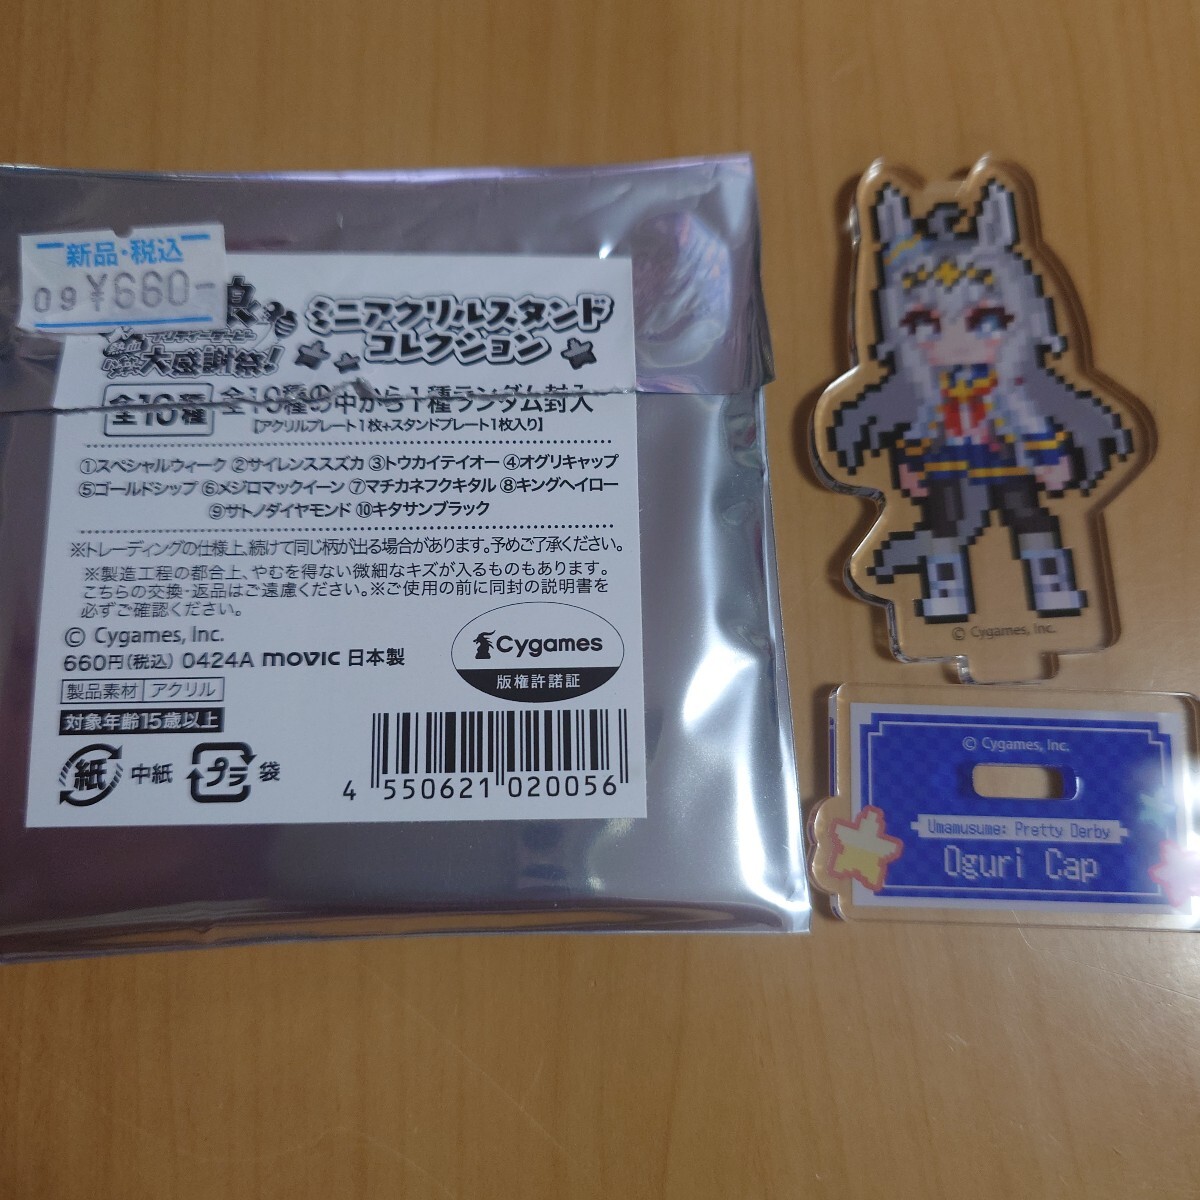 新品・税込
09 ¥660-
娘
ミニアクリルスタンド
コレクション
大感謝祭!
全10種
全10種の中から1種ランダム封入
【アクリルプレート1枚+スタンドプレート1枚入り】
①スペシャルウィーク ②サイレンススズカ ③トウカイテイオー ④オグリキャップ
⑤ゴールドシップ ⑥メジロマックイーン ⑦マチカネフクキタル ⑧キングヘイロー
⑨サトノダイヤモンド ⑩キタサンブラック
※トレーディングの仕様上、続けて同じ柄が出る場合があります。予めご了承ください。
※製造工程の都合上、やむを得ない微細なキズが入るものもあります。
こちらの交換・返品はご遠慮ください。※ご使用の前に同封の説明書を
必ずご確認ください。
© Cygames, Inc.
660円(税込) 0424A movic 日本製
Cygames
版権許諾証
製品素材 アクリル
対象年齢15歳以上
紙 中紙 プラ 袋
4 550621 020056
© Cygames, Inc.
© Cygames, Inc.
Umamusume: Pretty Derby
Oguri Cap